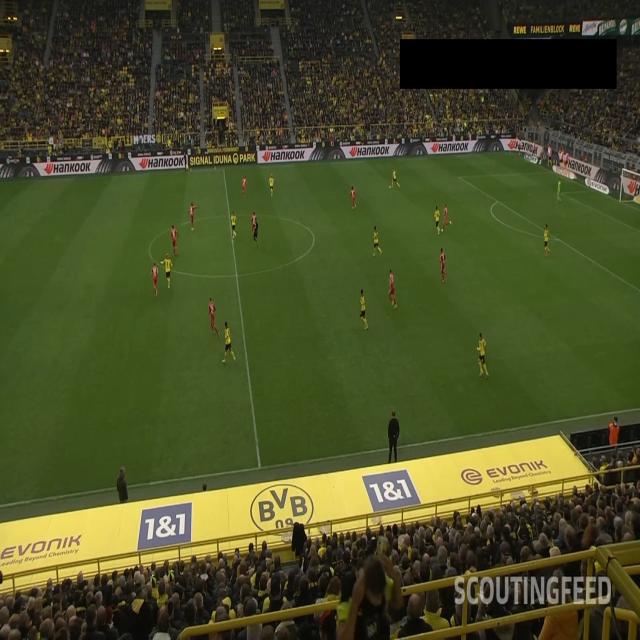 REWE FAMILIENBLOCK REWE
HANKOOK
HANKOOK
SIGNAL IDUNA PARK
HANKOOK
HANKOOK
HANKOOK
HANKOOK
EVONIK
Leading Beyond Chemistry
1&1
BVB
09
1&1
EVONIK
Leading Beyond Chemistry
SCOUTINGFEED